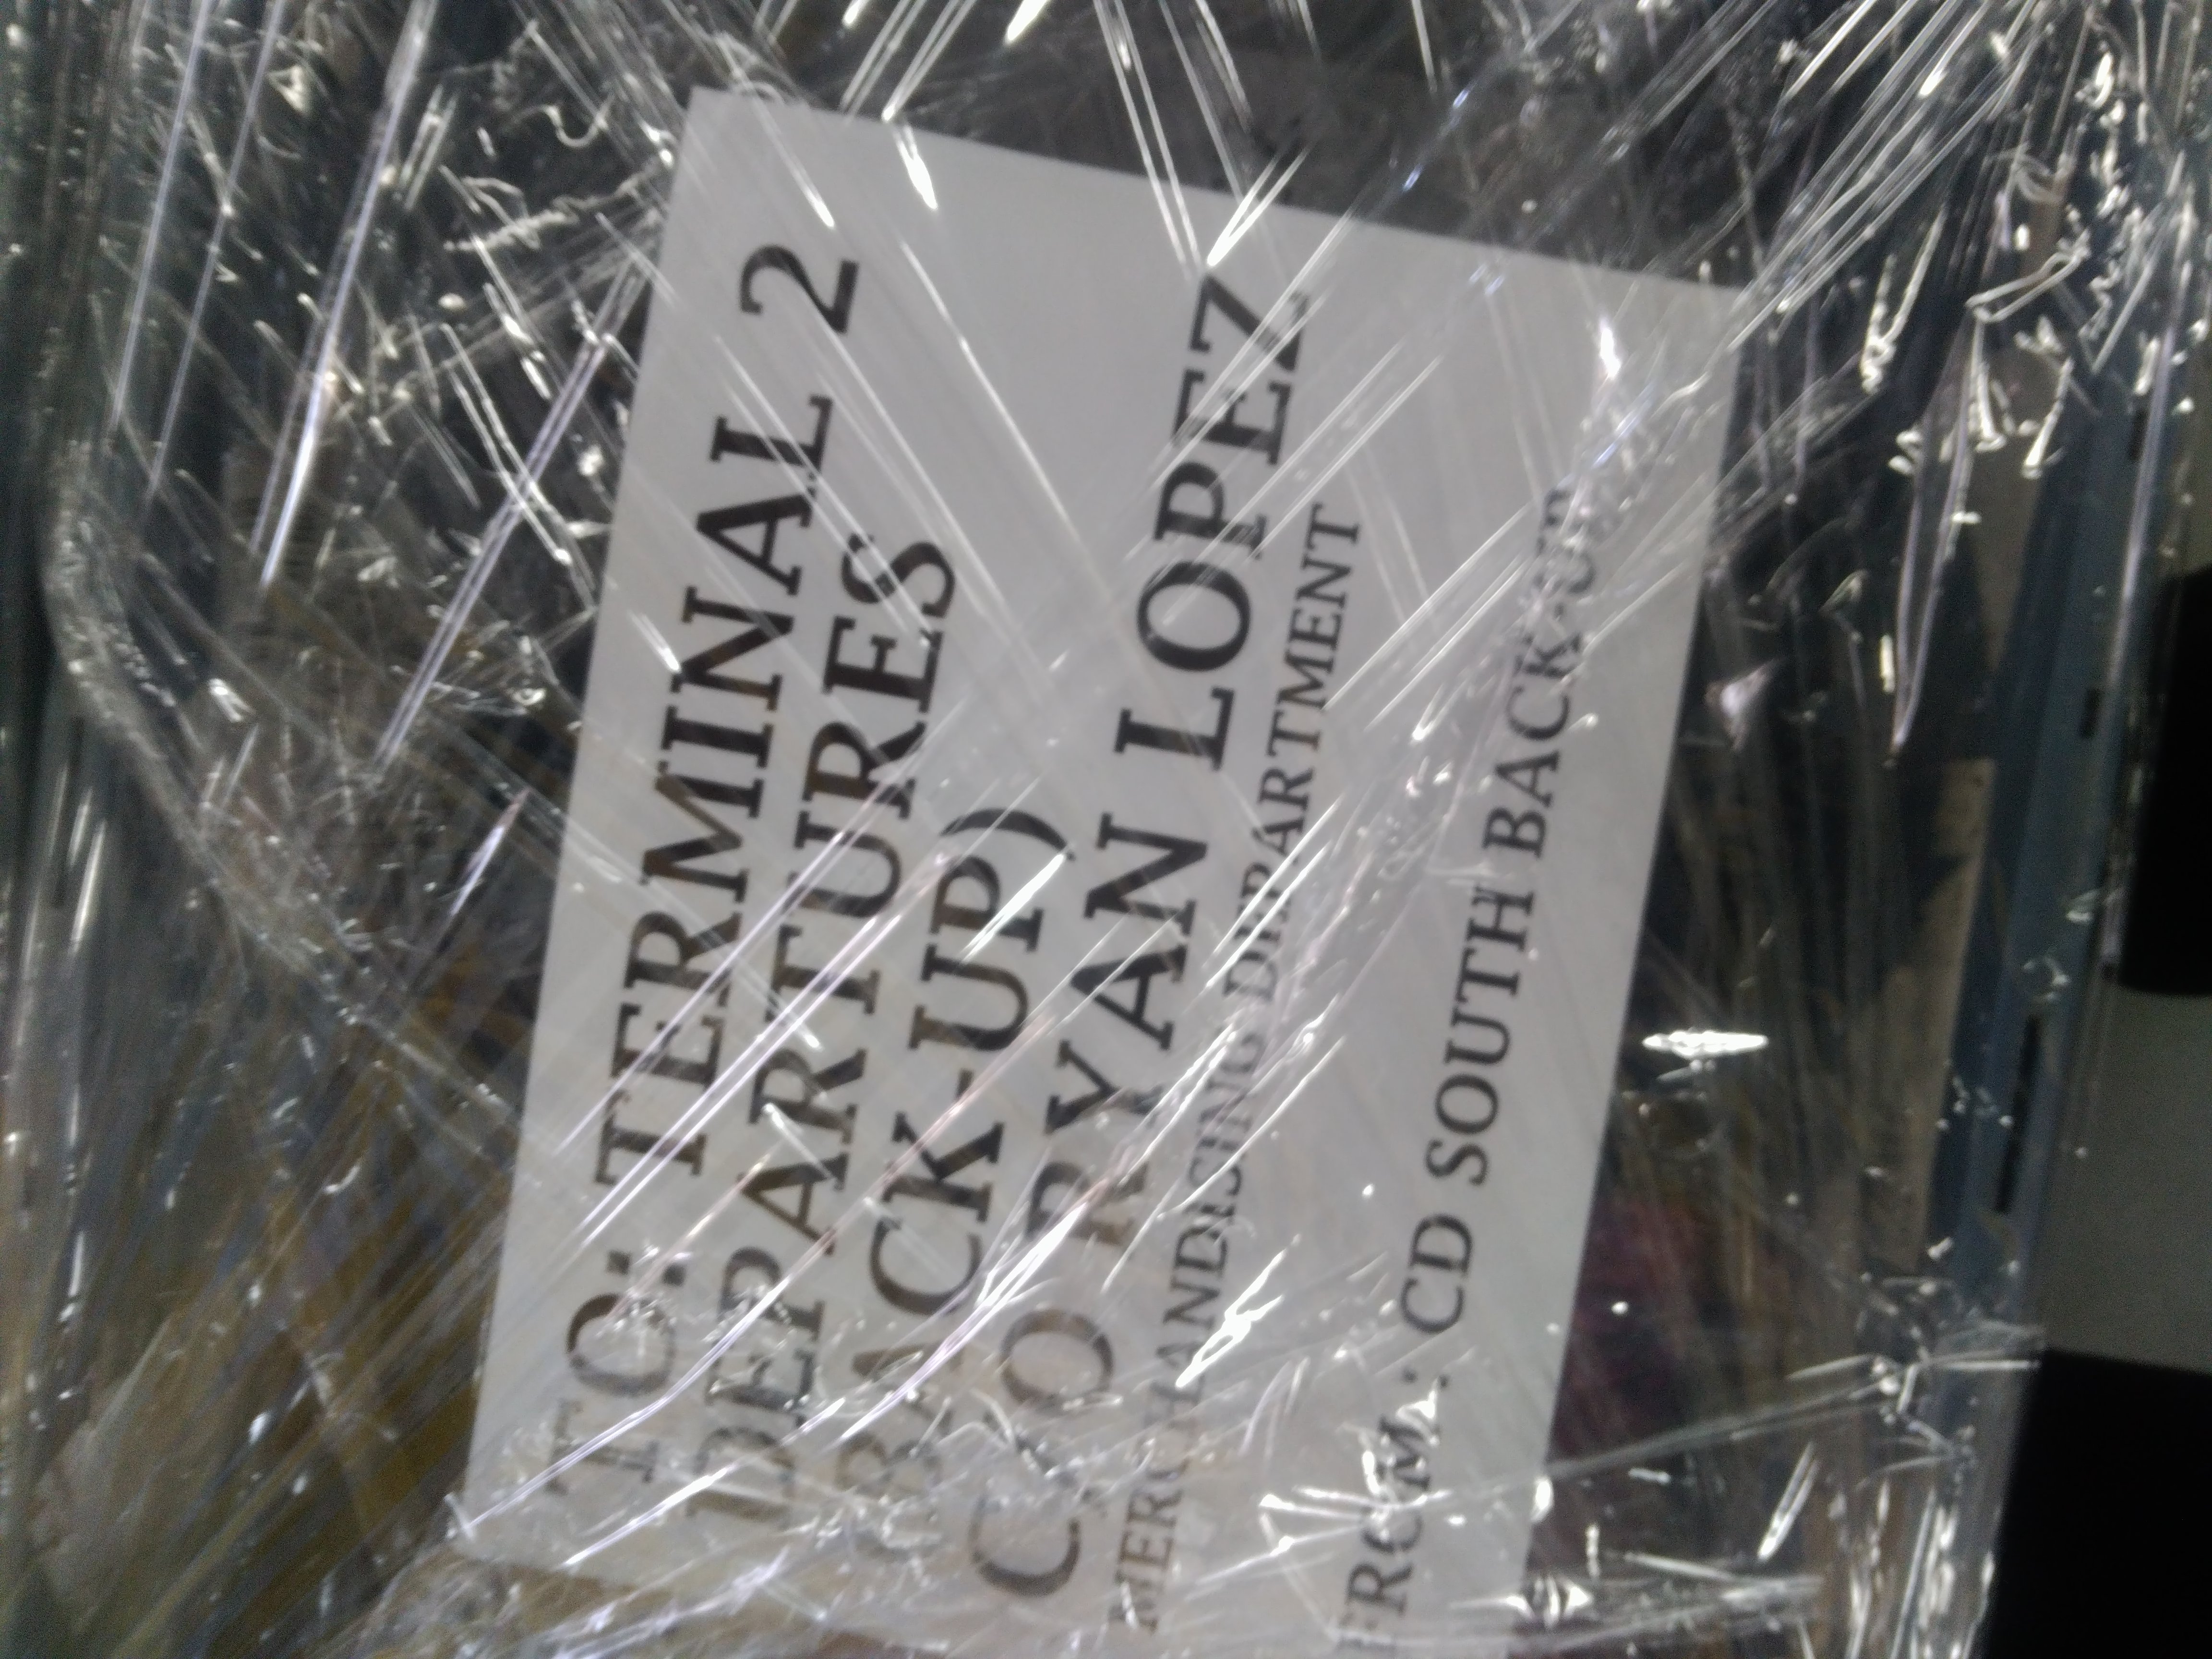 TO: TERMINAL 2
DEPARTURES
BACK-UP)
C/O RYAN LOPEZ
MERCHANDISING DEPARTMENT
FROM : CD SOUTH BACK-UP